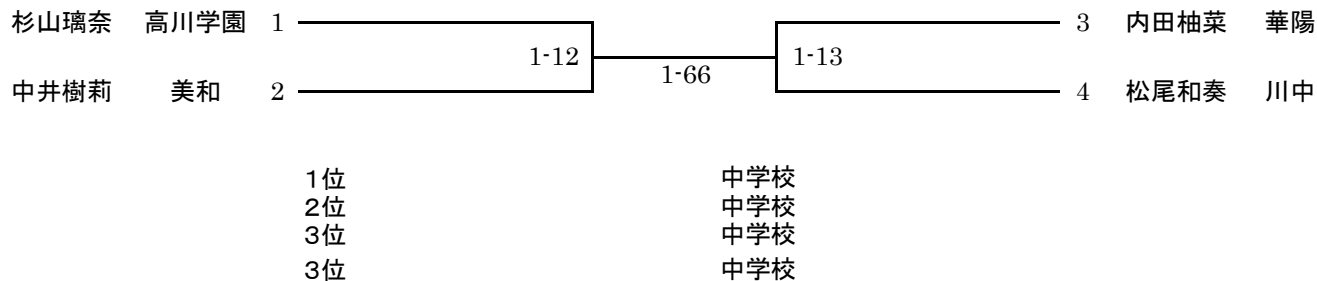 杉山璃奈 高川学園 1 3 内田柚菜 華陽
1-12 1-66 1-13
中井樹莉 美和 2 4 松尾和奏 川中
1位 中学校
2位 中学校
3位 中学校
3位 中学校